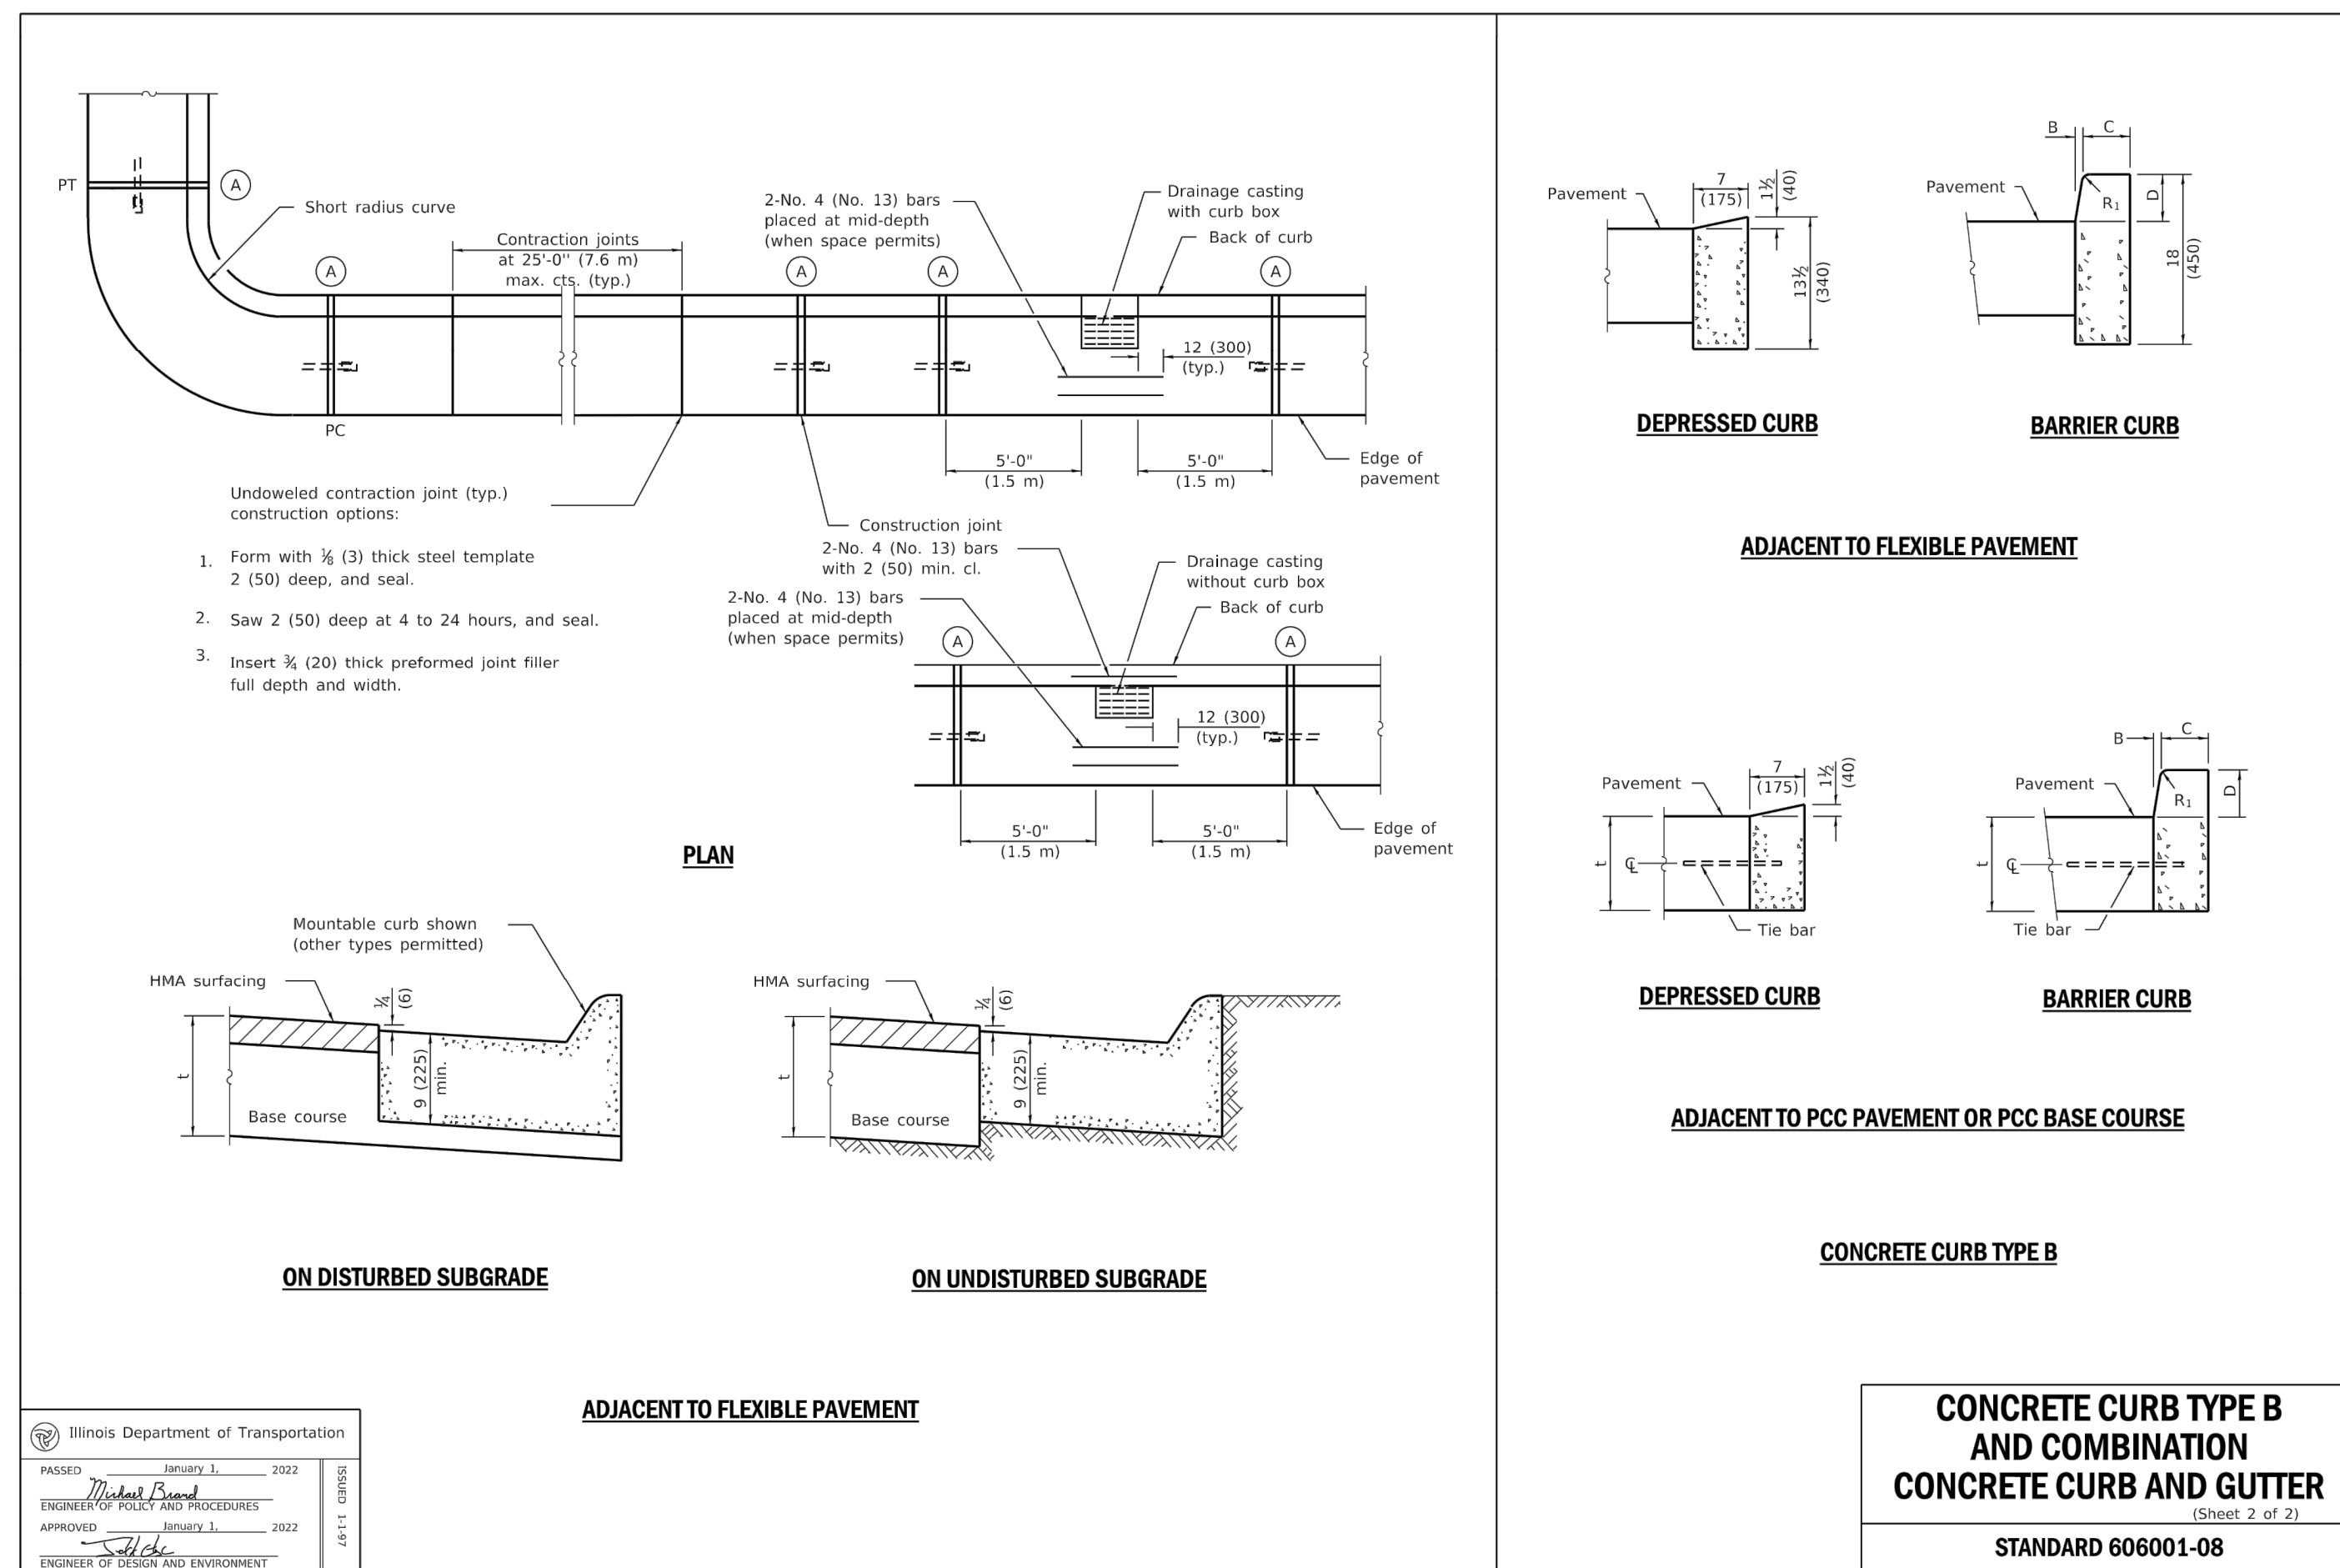 PT
A
Short radius curve
Contraction joints
at 25'-0'' (7.6 m)
max. cts. (typ.)
A
A
A
A
2-No. 4 (No. 13) bars
placed at mid-depth
(when space permits)
Drainage casting
with curb box
Back of curb
12 (300)
(typ.)
PC
5'-0"
(1.5 m)
5'-0"
(1.5 m)
Edge of
pavement
Undoweled contraction joint (typ.)
construction options:
1. Form with ⅛ (3) thick steel template
2 (50) deep, and seal.
2. Saw 2 (50) deep at 4 to 24 hours, and seal.
3. Insert ¾ (20) thick preformed joint filler
full depth and width.
Construction joint
2-No. 4 (No. 13) bars
with 2 (50) min. cl.
2-No. 4 (No. 13) bars
placed at mid-depth
(when space permits)
Drainage casting
without curb box
Back of curb
A
A
12 (300)
(typ.)
5'-0"
(1.5 m)
5'-0"
(1.5 m)
Edge of
pavement
PLAN
Mountable curb shown
(other types permitted)
HMA surfacing
¼
(6)
t
9 (225)
min.
Base course
ON DISTURBED SUBGRADE
HMA surfacing
¼
(6)
t
9 (225)
min.
Base course
ON UNDISTURBED SUBGRADE
ADJACENT TO FLEXIBLE PAVEMENT
Pavement
7
(175)
1½
(40)
13½
(340)
DEPRESSED CURB
Pavement
B
C
R1
D
18
(450)
BARRIER CURB
ADJACENT TO FLEXIBLE PAVEMENT
Pavement
7
(175)
1½
(40)
t
℄
Tie bar
DEPRESSED CURB
Pavement
B
C
R1
D
t
℄
Tie bar
BARRIER CURB
ADJACENT TO PCC PAVEMENT OR PCC BASE COURSE
CONCRETE CURB TYPE B
Illinois Department of Transportation
PASSED January 1, 2022
Michael Brand
ENGINEER OF POLICY AND PROCEDURES
APPROVED January 1, 2022
ENGINEER OF DESIGN AND ENVIRONMENT
ISSUED 1-1-97
CONCRETE CURB TYPE B
AND COMBINATION
CONCRETE CURB AND GUTTER
(Sheet 2 of 2)
STANDARD 606001-08